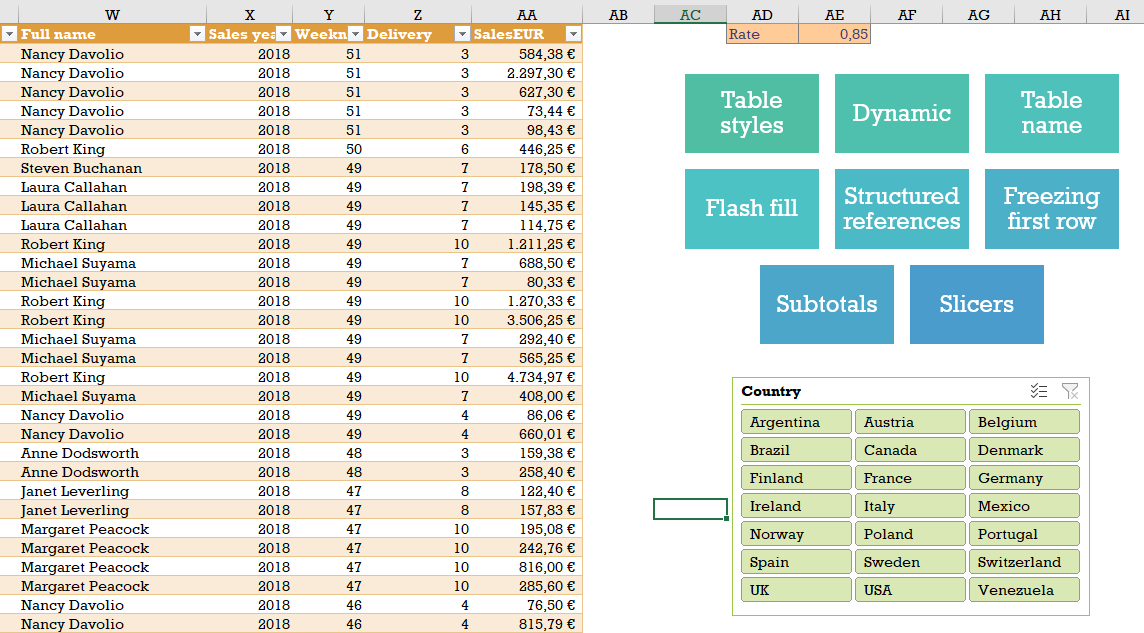 W X Y Z AA AB AC AD AE AF AG AH AI
Full name Sales yea Weekn Delivery SalesEUR Rate 0,85
Nancy Davolio 2018 51 3 584,38 €
Nancy Davolio 2018 51 3 2.297,30 €
Nancy Davolio 2018 51 3 627,30 €
Nancy Davolio 2018 51 3 73,44 €
Nancy Davolio 2018 51 3 98,43 €
Robert King 2018 50 6 446,25 €
Steven Buchanan 2018 49 7 178,50 €
Laura Callahan 2018 49 7 198,39 €
Laura Callahan 2018 49 7 145,35 €
Laura Callahan 2018 49 7 114,75 €
Robert King 2018 49 10 1.211,25 €
Michael Suyama 2018 49 7 688,50 €
Michael Suyama 2018 49 7 80,33 €
Robert King 2018 49 10 1.270,33 €
Robert King 2018 49 10 3.506,25 €
Michael Suyama 2018 49 7 292,40 €
Michael Suyama 2018 49 7 565,25 €
Robert King 2018 49 10 4.734,97 €
Michael Suyama 2018 49 7 408,00 €
Nancy Davolio 2018 49 4 86,06 €
Nancy Davolio 2018 49 4 660,01 €
Anne Dodsworth 2018 48 3 159,38 €
Anne Dodsworth 2018 48 3 258,40 €
Janet Leverling 2018 47 8 122,40 €
Janet Leverling 2018 47 8 157,83 €
Margaret Peacock 2018 47 10 195,08 €
Margaret Peacock 2018 47 10 242,76 €
Margaret Peacock 2018 47 10 816,00 €
Margaret Peacock 2018 47 10 285,60 €
Nancy Davolio 2018 46 4 76,50 €
Nancy Davolio 2018 46 4 815,79 €
Table
styles
Dynamic
Table
name
Flash fill
Structured
references
Freezing
first row
Subtotals
Slicers
Country
Argentina Austria Belgium
Brazil Canada Denmark
Finland France Germany
Ireland Italy Mexico
Norway Poland Portugal
Spain Sweden Switzerland
UK USA Venezuela